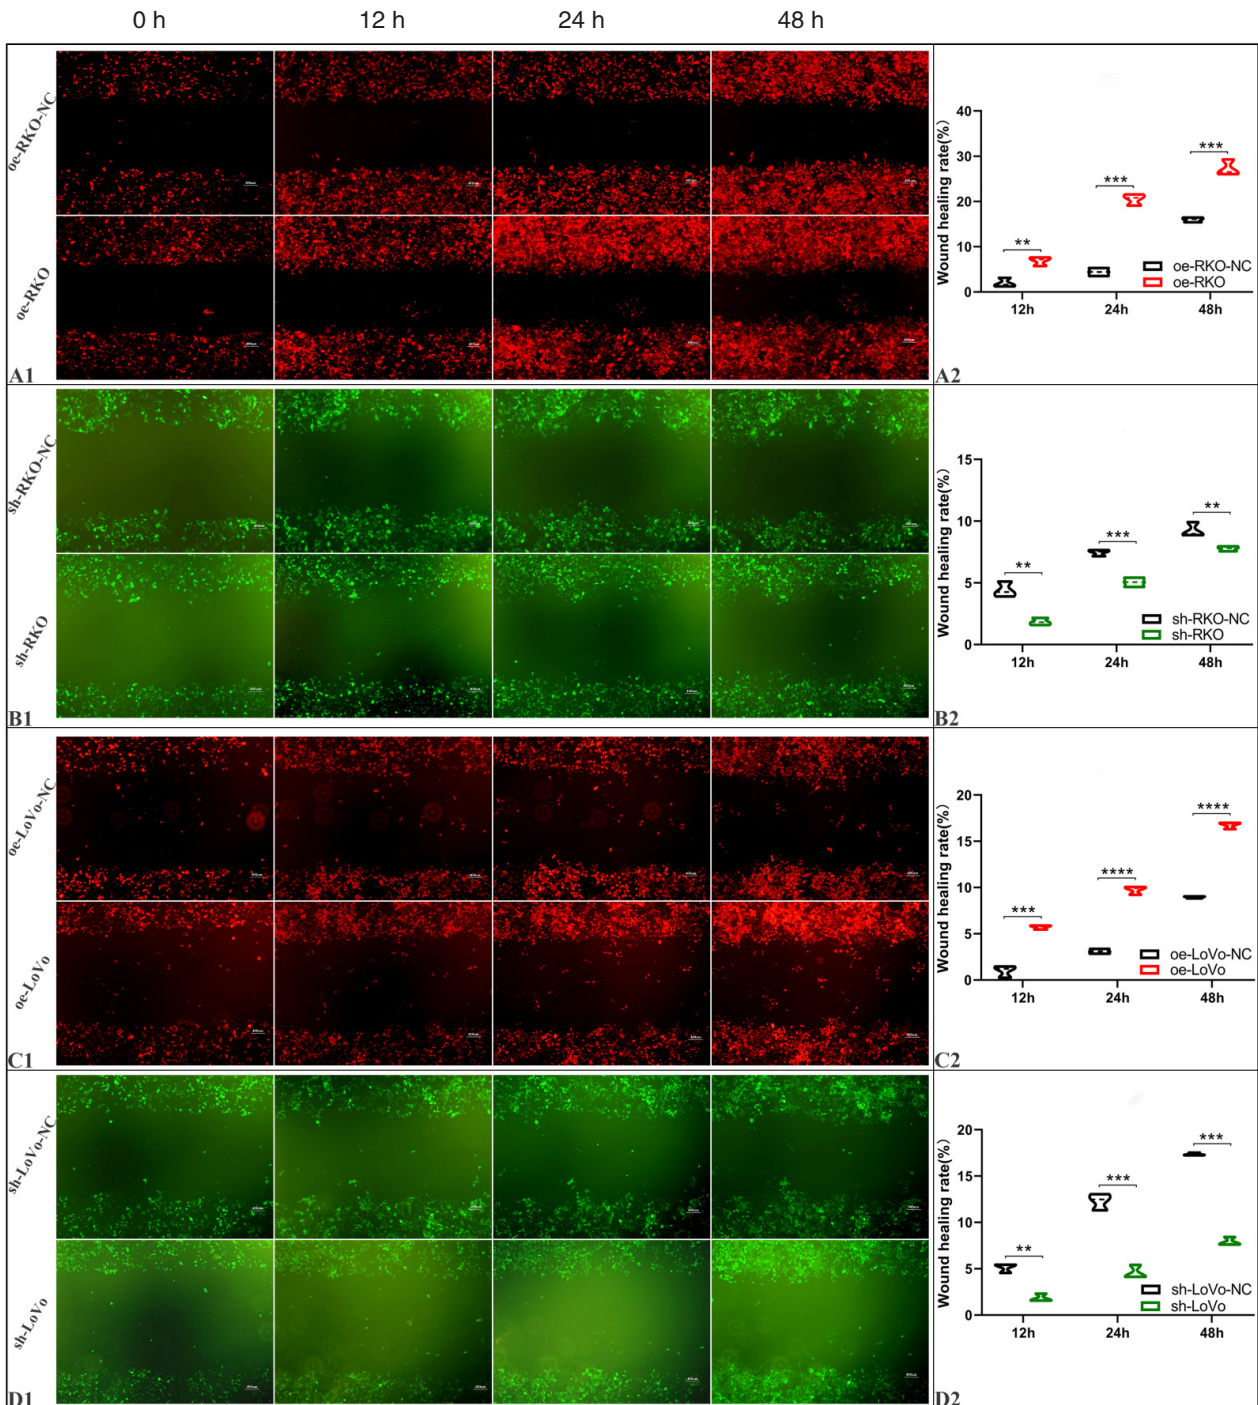 0 h 12 h 24 h 48 h
oe-RKO-NC
oe-RKO
A1
Wound healing rate(%)
40
30
20
10
0
** *** ***
oe-RKO-NC
oe-RKO
12h 24h 48h
A2
sh-RKO-NC
sh-RKO
B1
Wound healing rate(%)
15
10
5
0
** *** **
sh-RKO-NC
sh-RKO
12h 24h 48h
B2
oe-LoVo-NC
oe-LoVo
C1
Wound healing rate(%)
20
15
10
5
0
*** **** ****
oe-LoVo-NC
oe-LoVo
12h 24h 48h
C2
sh-LoVo-NC
sh-LoVo
D1
Wound healing rate(%)
20
15
10
5
0
** *** ***
sh-LoVo-NC
sh-LoVo
12h 24h 48h
D2